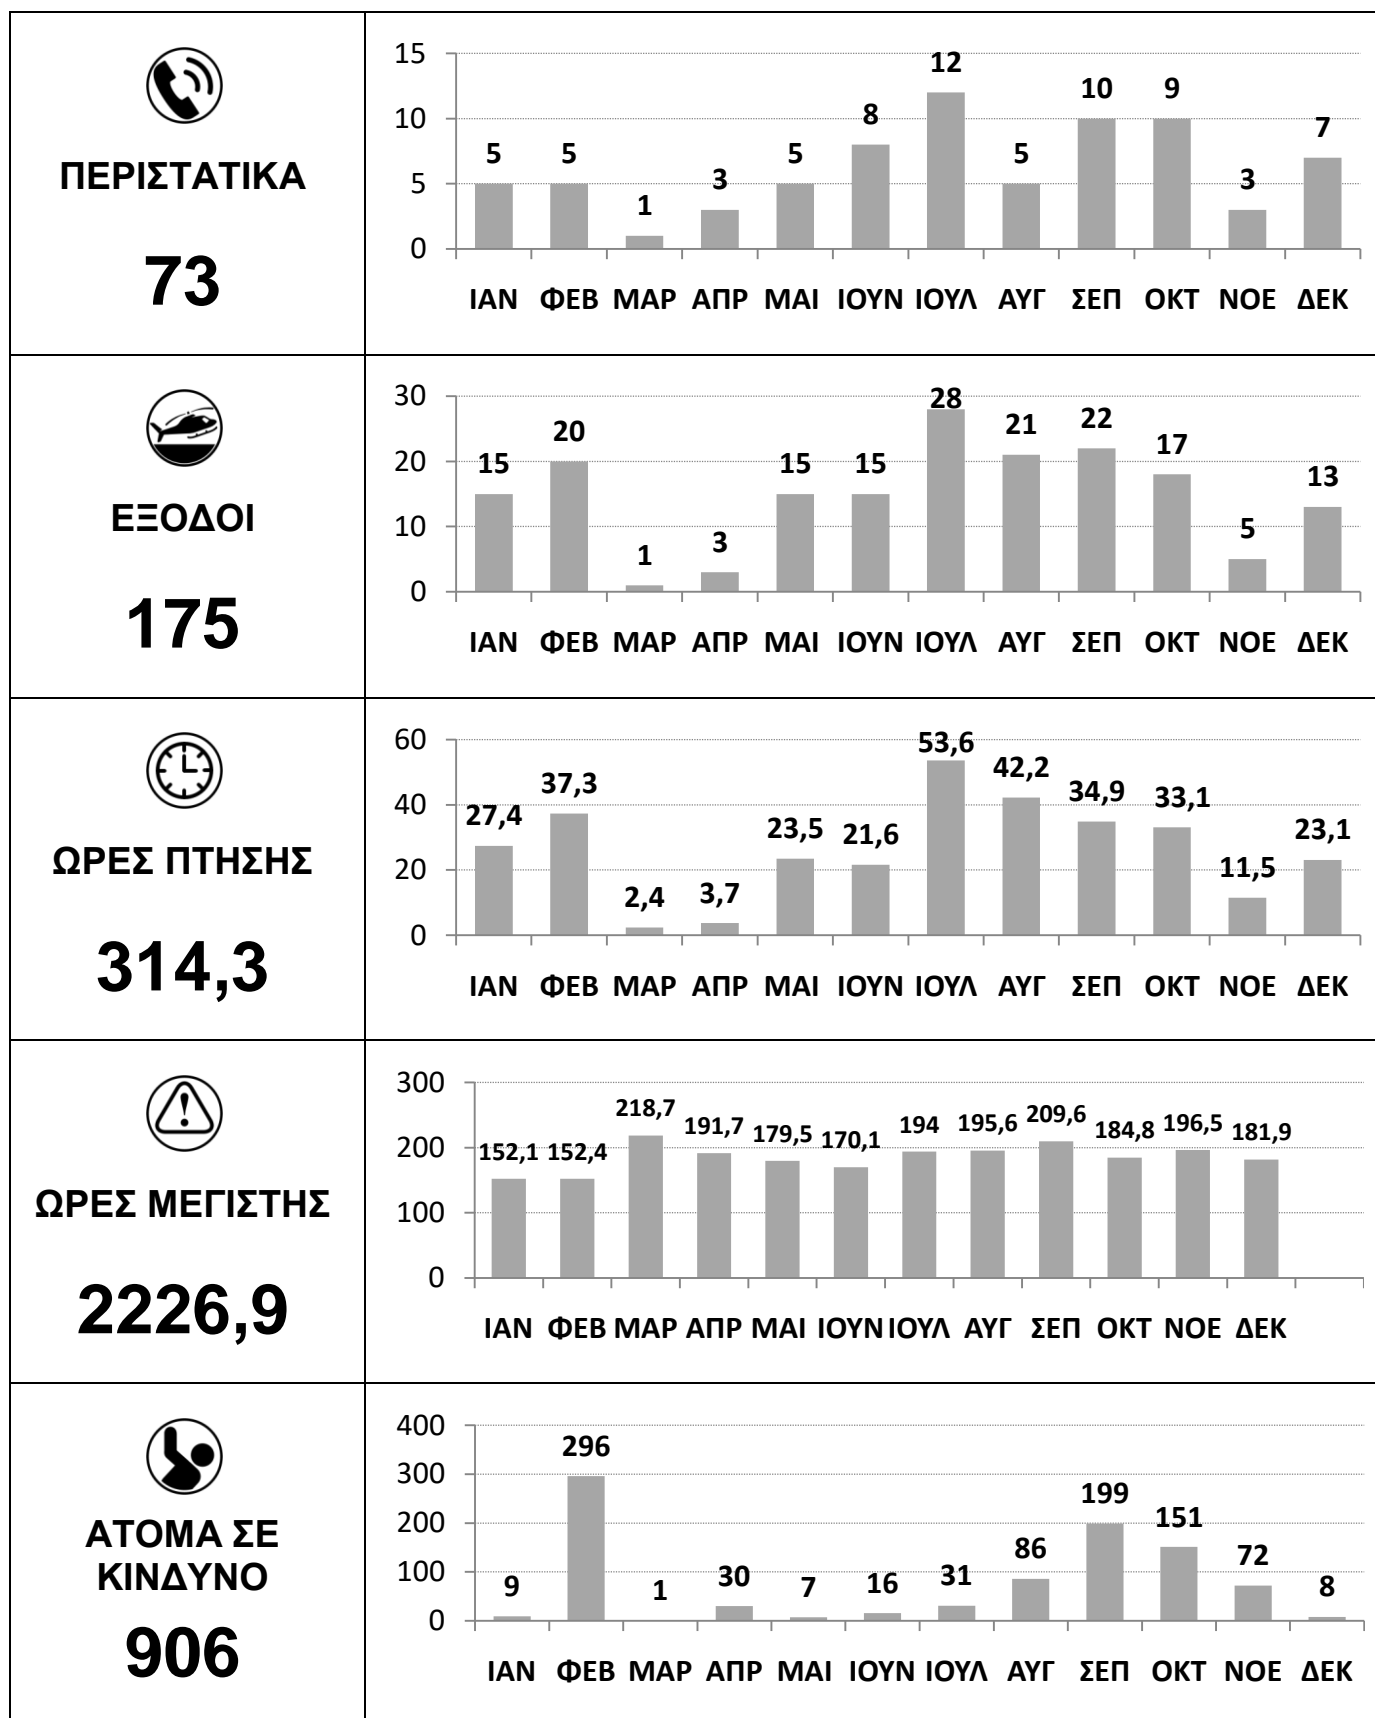 ΠΕΡΙΣΤΑΤΙΚΑ
73
15
10
5
0
5 5 1 3 5 8 12 5 10 9 3 7
ΙΑΝ ΦΕΒ ΜΑΡ ΑΠΡ ΜΑΙ ΙΟΥΝ ΙΟΥΛ ΑΥΓ ΣΕΠ ΟΚΤ ΝΟΕ ΔΕΚ
ΕΞΟΔΟΙ
175
30
20
10
0
15 20 1 3 15 15 28 21 22 17 5 13
ΙΑΝ ΦΕΒ ΜΑΡ ΑΠΡ ΜΑΙ ΙΟΥΝ ΙΟΥΛ ΑΥΓ ΣΕΠ ΟΚΤ ΝΟΕ ΔΕΚ
ΩΡΕΣ ΠΤΗΣΗΣ
314,3
60
40
20
0
27,4 37,3 2,4 3,7 23,5 21,6 53,6 42,2 34,9 33,1 11,5 23,1
ΙΑΝ ΦΕΒ ΜΑΡ ΑΠΡ ΜΑΙ ΙΟΥΝ ΙΟΥΛ ΑΥΓ ΣΕΠ ΟΚΤ ΝΟΕ ΔΕΚ
ΩΡΕΣ ΜΕΓΙΣΤΗΣ
2226,9
300
200
100
0
152,1 152,4 218,7 191,7 179,5 170,1 194 195,6 209,6 184,8 196,5 181,9
ΙΑΝ ΦΕΒ ΜΑΡ ΑΠΡ ΜΑΙ ΙΟΥΝ ΙΟΥΛ ΑΥΓ ΣΕΠ ΟΚΤ ΝΟΕ ΔΕΚ
ΑΤΟΜΑ ΣΕ
ΚΙΝΔΥΝΟ
906
400
300
200
100
0
9 296 1 30 7 16 31 86 199 151 72 8
ΙΑΝ ΦΕΒ ΜΑΡ ΑΠΡ ΜΑΙ ΙΟΥΝ ΙΟΥΛ ΑΥΓ ΣΕΠ ΟΚΤ ΝΟΕ ΔΕΚ